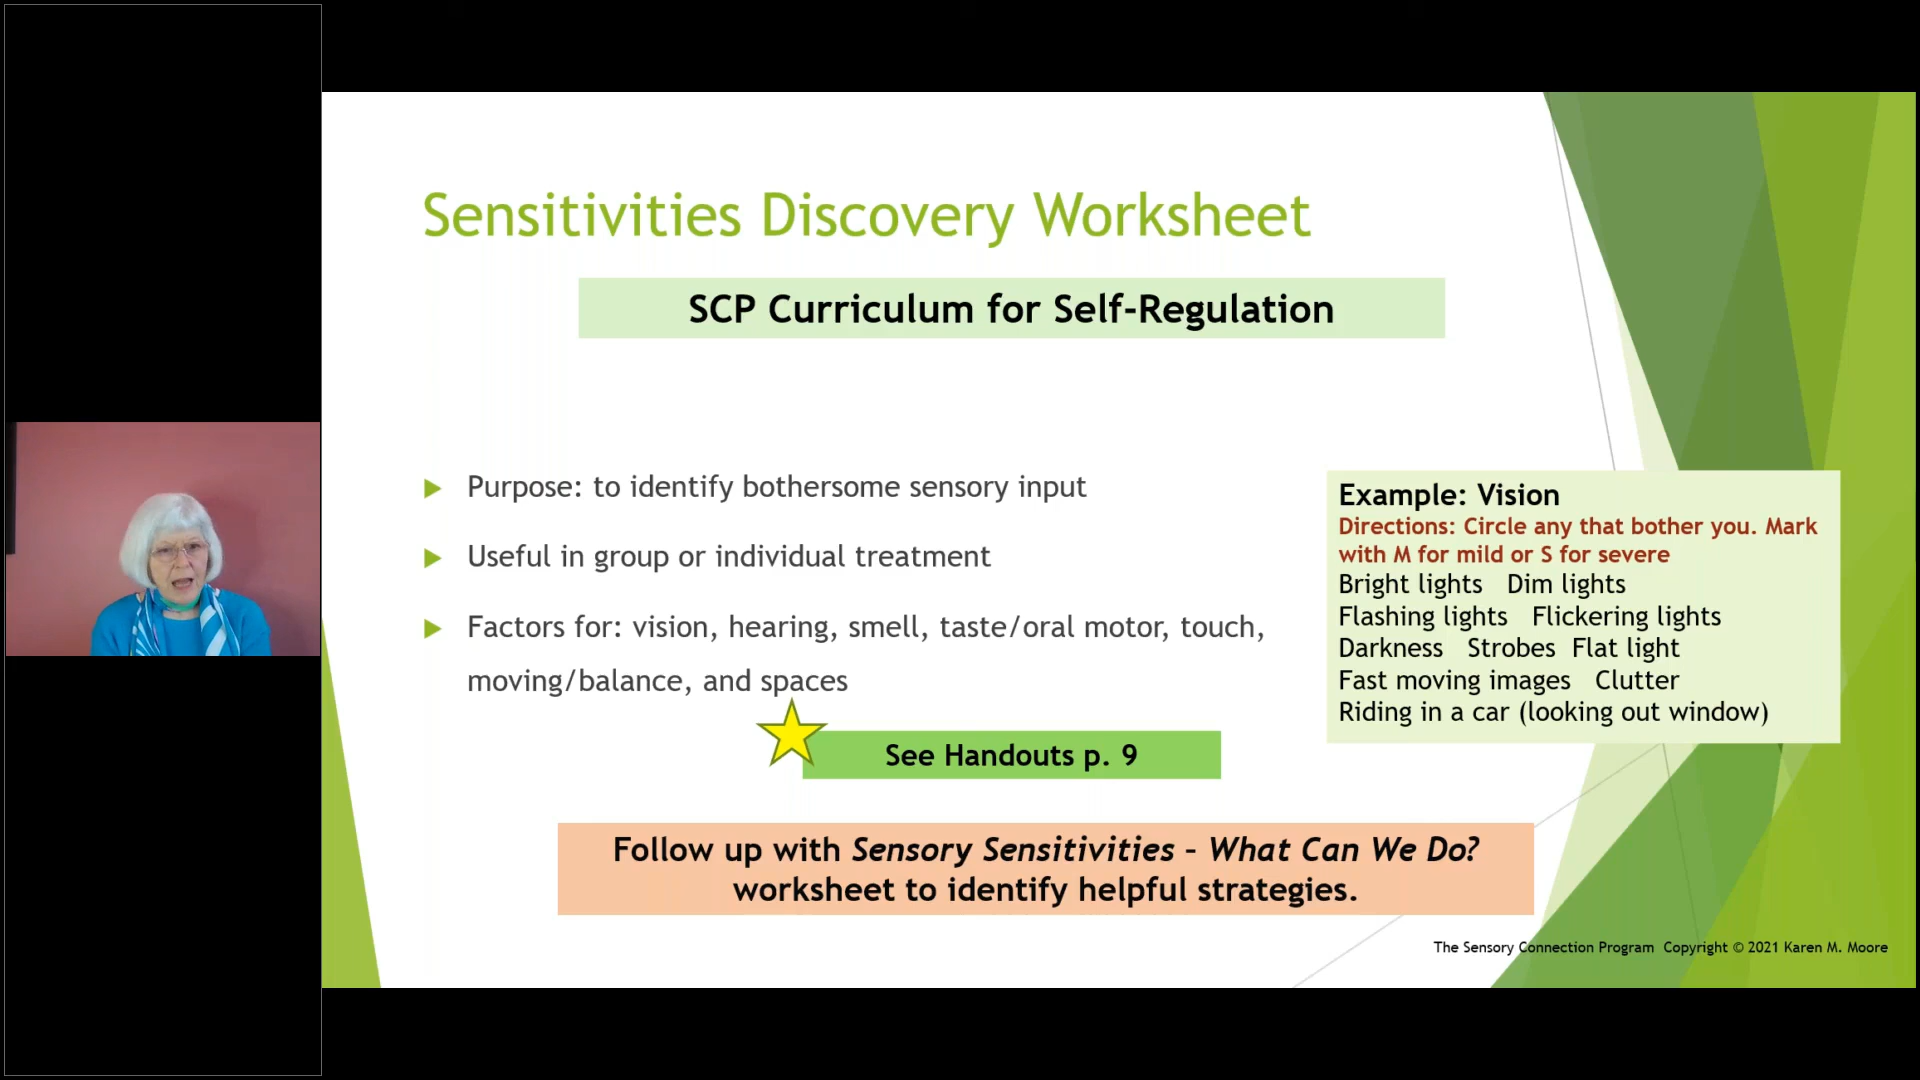 Sensitivities Discovery Worksheet
SCP Curriculum for Self-Regulation
Purpose: to identify bothersome sensory input
Useful in group or individual treatment
Factors for: vision, hearing, smell, taste/oral motor, touch,
moving/balance, and spaces
See Handouts p. 9
Example: Vision
Directions: Circle any that bother you. Mark
with M for mild or S for severe
Bright lights Dim lights
Flashing lights Flickering lights
Darkness Strobes Flat light
Fast moving images Clutter
Riding in a car (looking out window)
Follow up with Sensory Sensitivities – What Can We Do?
worksheet to identify helpful strategies.
The Sensory Connection Program Copyright © 2021 Karen M. Moore